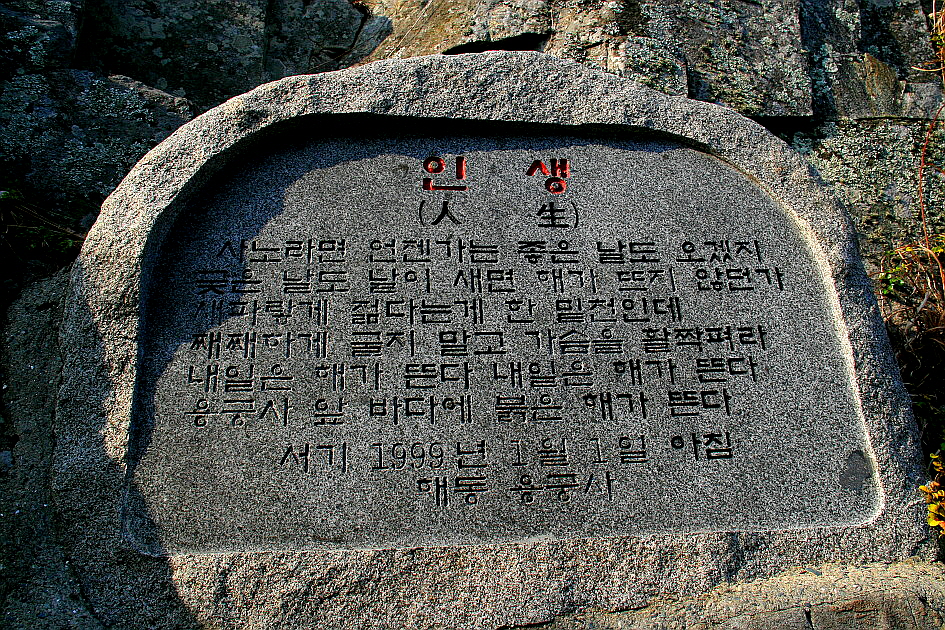 인 생
(人 生)
사노라면 언젠가는 좋은 날도 오겠지
궂은 날도 날이 새면 해가 뜨지 않던가
새파랗게 젊다는게 한 밑천인데
째째하게 굴지 말고 가슴을 활짝펴라
내일은 해가 뜬다 내일은 해가 뜬다
용궁사 앞 바다에 붉은 해가 뜬다
서기 1999년 1월 1일 아침
해동 용궁사